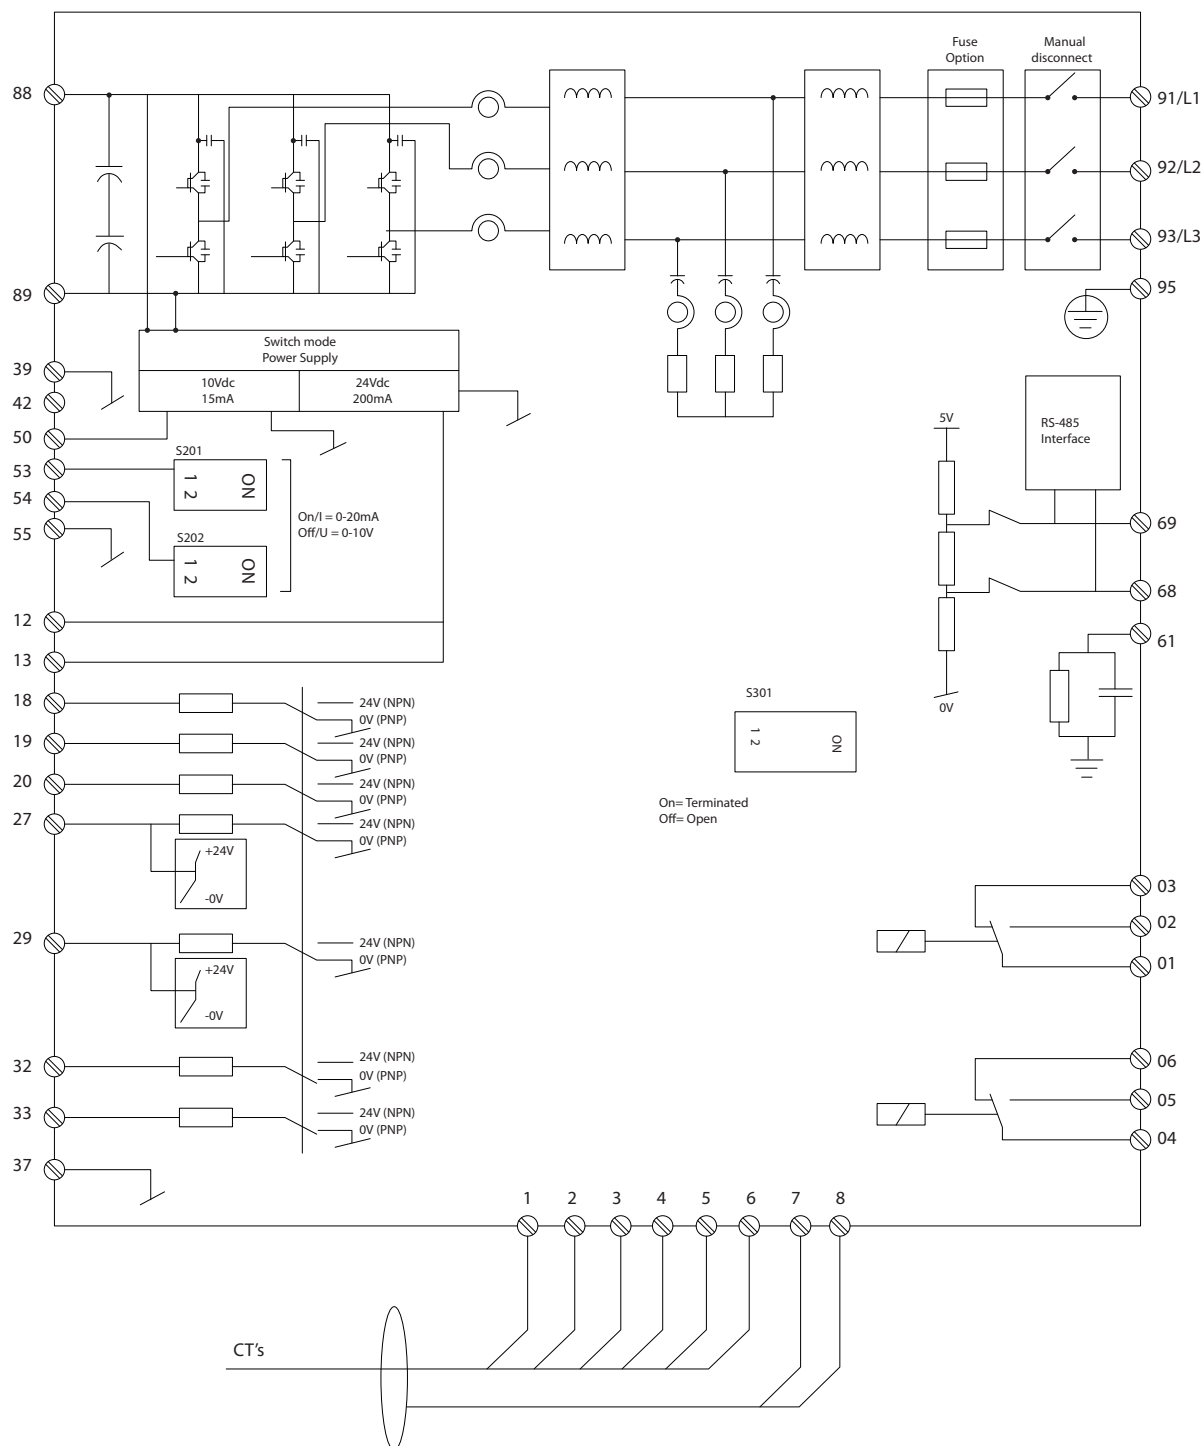 Fuse
Option
Manual
disconnect
88
91/L1
92/L2
93/L3
89
95
Switch mode
Power Supply
10Vdc
15mA
24Vdc
200mA
39
42
50
53
54
55
S201
1 2
ON
On/I = 0-20mA
Off/U = 0-10V
S202
1 2
ON
5V
RS-485
Interface
69
68
61
0V
12
13
18
24V (NPN)
0V (PNP)
19
24V (NPN)
0V (PNP)
20
24V (NPN)
0V (PNP)
27
24V (NPN)
0V (PNP)
+24V
-0V
S301
1 2
ON
On= Terminated
Off= Open
29
24V (NPN)
0V (PNP)
+24V
-0V
03
02
01
32
24V (NPN)
0V (PNP)
33
24V (NPN)
0V (PNP)
37
06
05
04
1 2 3 4 5 6 7 8
CT's